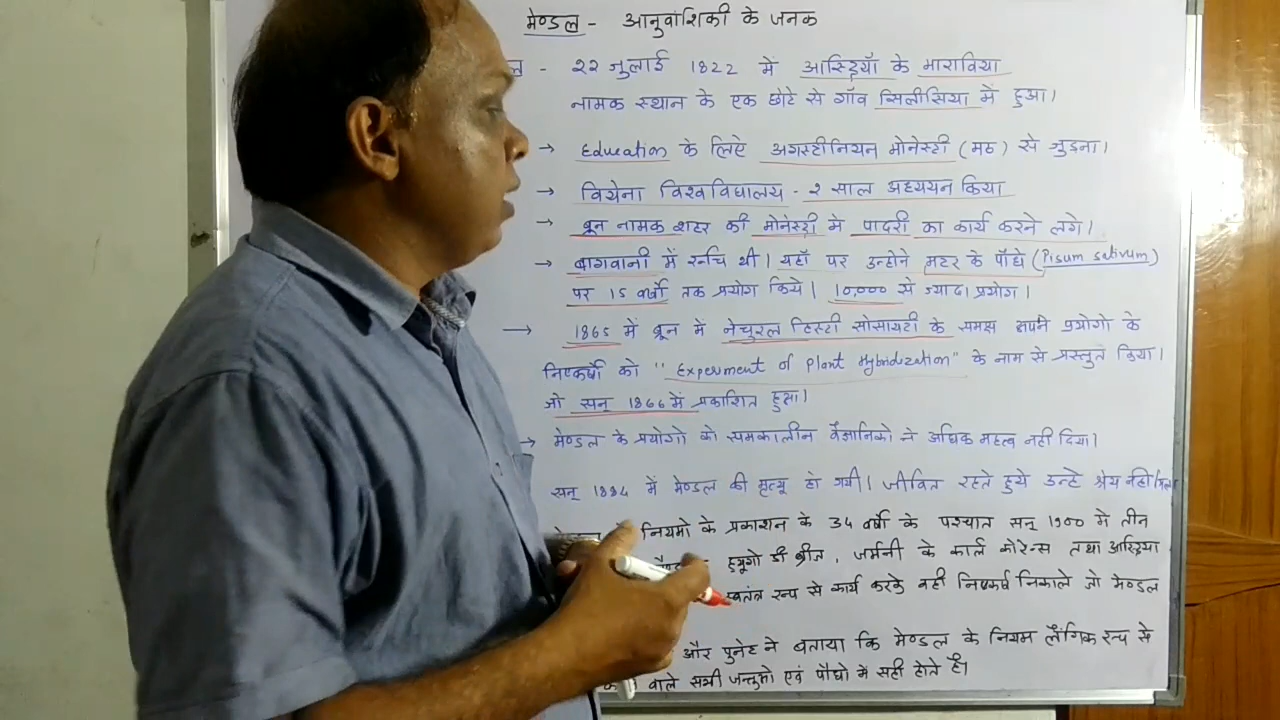 मेण्डल - आनुवांशिकी के जनक
- २२ जुलाई 1822 में आस्ट्रिया के माराविया
नामक स्थान के एक छोटे से गाँव सिलीसिया में हुआ।
→ Education के लिए अगस्टीनियन मोनेस्टी (मठ) से जुड़ना।
→ वियेना विश्वविधालय - २ साल अध्ययन किया
→ ब्रून नामक शहर की मोनेस्ट्री में पादरी का कार्य करने लगे।
→ बागवानी में रुचि थी। यहाँ पर उन्होने मटर के पौधे (Pisum sativum)
पर 15 वर्षो तक प्रयोग किये। 10,000 से ज्यादा प्रयोग।
→ 1865 में ब्रून में नेचुरल हिस्टी सोसायटी के समक्ष अपने प्रयोगो के
निष्कर्षो को "Experiment of Plant Hybridization" के नाम से प्रस्तुत किया।
जो सन् 1866 में प्रकाशित हुआ।
→ मेण्डल के प्रयोगो को समकालीन वैज्ञानिको ने अधिक महत्व नही दिया।
सन् 1884 में मेण्डल की मृत्यू हो गयी। जीवित रहते हुये उन्हे श्रेय नही
नियमो के प्रकाशन के 34 वर्षो के पश्चात सन् 1900 में तीन
हयूगो डी व्रीज, जर्मनी के कार्ल कोरेन्स तथा आस्ट्रिया
स्वतंत्र रूप से कार्य करके वही निष्कर्ष निकाले जो मेण्डल
और पुनेट ने बताया कि मेण्डल के नियम लैंगिक रूप से
वाले सभी जन्तुओ एवं पौधो में सही होते है।